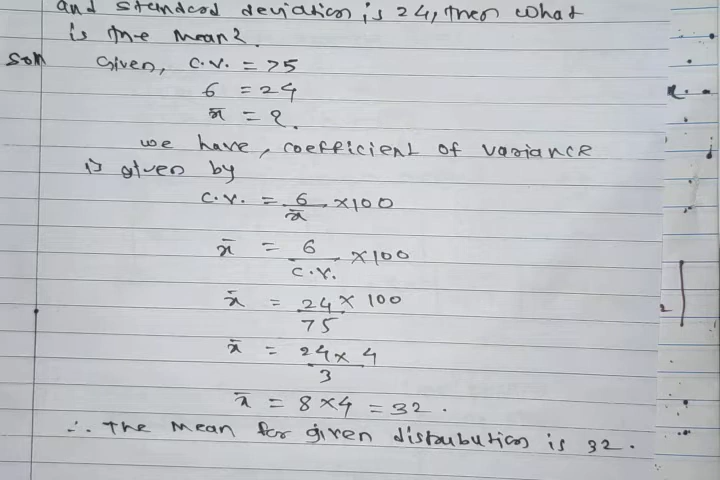 and standard deviation is 24, then what
is the mean?
Soln Given, C.V. = 75
σ = 24
x̄ = ?
we have, coefficient of variance
is given by
C.V. = σ/x̄ × 100
x̄ = σ/C.V. × 100
x̄ = 24 × 100/75
x̄ = 24 × 4/3
x̄ = 8 × 4 = 32.
∴ The mean for given distribution is 32.